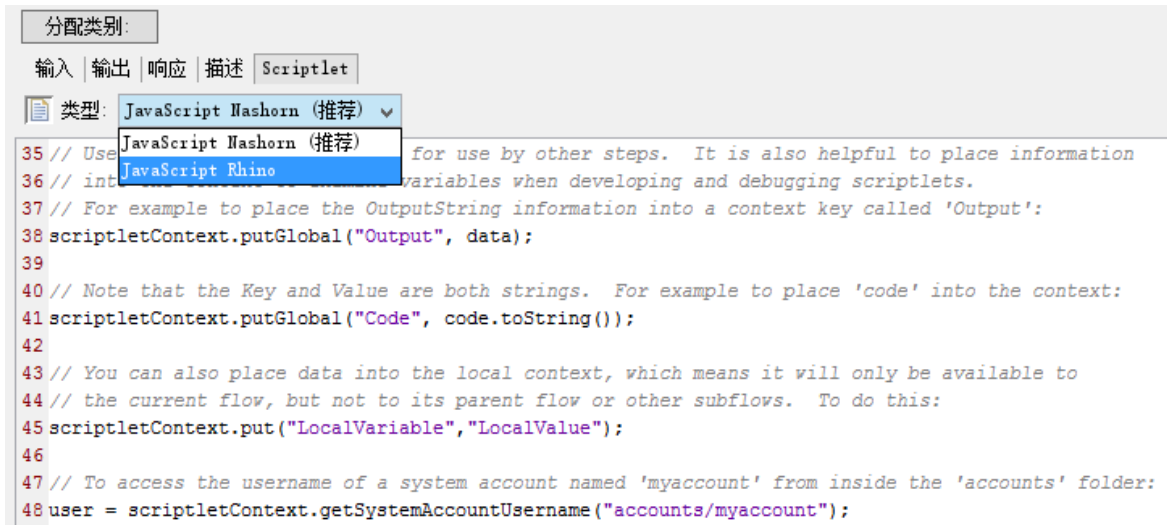 分配类别:
输入 |输出 |响应 |描述 Scriptlet
类型: JavaScript Nashorn (推荐)
JavaScript Nashorn (推荐)
JavaScript Rhino
35 // Use for use by other steps.  It is also helpful to place information
36 // int variables when developing and debugging scriptlets.
37 // For example to place the OutputString information into a context key called 'Output':
38 scriptletContext.putGlobal("Output", data);
39
40 // Note that the Key and Value are both strings.  For example to place 'code' into the context:
41 scriptletContext.putGlobal("Code", code.toString());
42
43 // You can also place data into the local context, which means it will only be available to
44 // the current flow, but not to its parent flow or other subflows.  To do this:
45 scriptletContext.put("LocalVariable","LocalValue");
46
47 // To access the username of a system account named 'myaccount' from inside the 'accounts' folder:
48 user = scriptletContext.getSystemAccountUsername("accounts/myaccount");